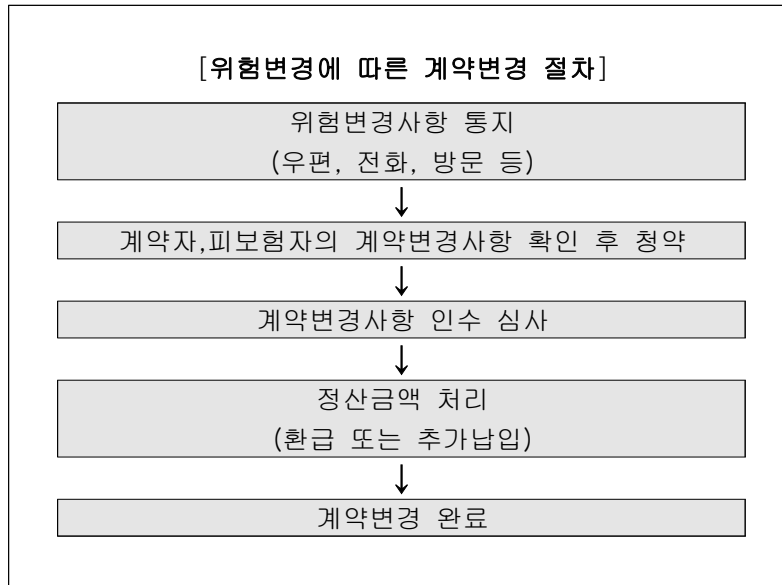 [위험변경에 따른 계약변경 절차]
위험변경사항 통지
(우편, 전화, 방문 등)
계약자,피보험자의 계약변경사항 확인 후 청약
계약변경사항 인수 심사
정산금액 처리
(환급 또는 추가납입)
계약변경 완료